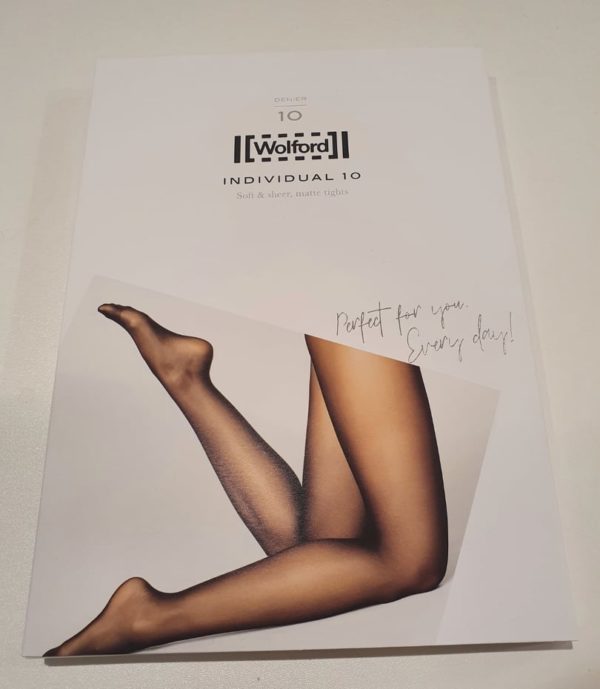 DENIER
10
Wolford
INDIVIDUAL 10
Soft & sheer, matte tights
Perfect for you.
Every day!